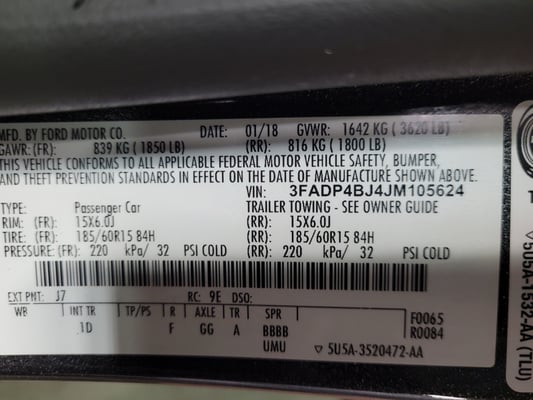 MFD. BY FORD MOTOR CO. DATE: 01/18 GVWR: 1642 KG ( 3620 LB)
GAWR: (FR): 839 KG ( 1850 LB) (RR): 816 KG ( 1800 LB)
THIS VEHICLE CONFORMS TO ALL APPLICABLE FEDERAL MOTOR VEHICLE SAFETY, BUMPER,
AND THEFT PREVENTION STANDARDS IN EFFECT ON THE DATE OF MANUFACTURE SHOWN ABOVE.
VIN: 3FADP4BJ4JM105624
TYPE: Passenger Car TRAILER TOWING - SEE OWNER GUIDE
RIM: (FR): 15X6.0J (RR): 15X6.0J
TIRE: (FR): 185/60R15 84H (RR): 185/60R15 84H
PRESSURE: (FR): 220 kPa/ 32 PSI COLD (RR): 220 kPa/ 32 PSI COLD
EXT PNT: J7 RC: 9E DSO:
WB INT TR TP/PS R AXLE TR SPR F0065
1D F GG A BBBB R0084
UMU ▽ 5U5A-3520472-AA
▽ 5U5A-1532-AA (TLU)